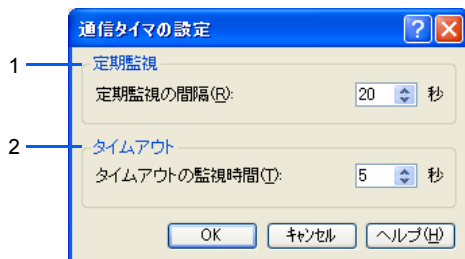 通信タイマの設定
1
定期監視
定期監視の間隔(R): 20 秒
2
タイムアウト
タイムアウトの監視時間(T): 5 秒
OK キャンセル ヘルプ(H)